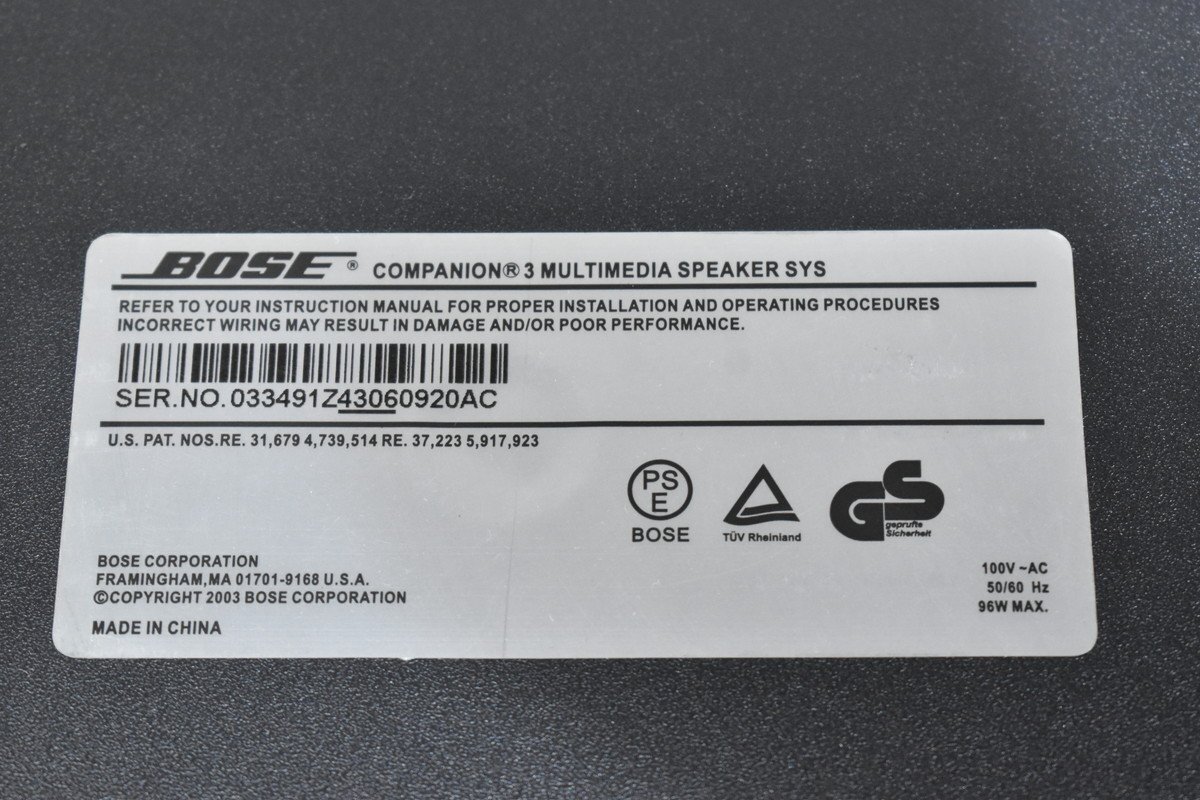 BOSE® COMPANION® 3 MULTIMEDIA SPEAKER SYS
REFER TO YOUR INSTRUCTION MANUAL FOR PROPER INSTALLATION AND OPERATING PROCEDURES
INCORRECT WIRING MAY RESULT IN DAMAGE AND/OR POOR PERFORMANCE.
SER.NO. 033491Z43060920AC
U.S. PAT. NOS.RE. 31,679 4,739,514 RE. 37,223 5,917,923
PS
E
BOSE
TÜV Rheinland
GS
geprüfte
Sicherheit
BOSE CORPORATION
FRAMINGHAM,MA 01701-9168 U.S.A.
©COPYRIGHT 2003 BOSE CORPORATION
MADE IN CHINA
100V ~AC
50/60 Hz
96W MAX.